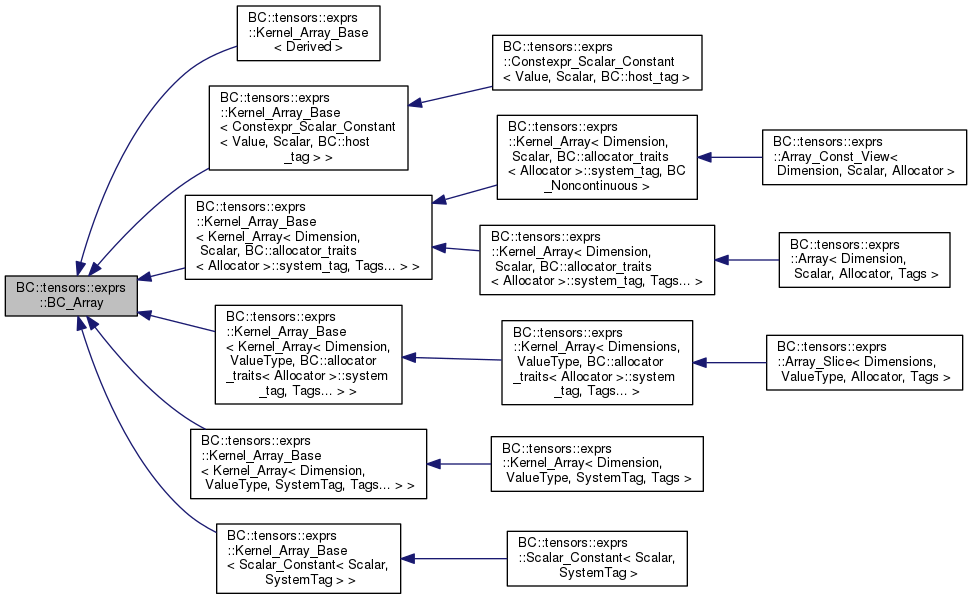 BC::tensors::exprs
::BC_Array
BC::tensors::exprs
::Kernel_Array_Base
< Derived >
BC::tensors::exprs
::Kernel_Array_Base
< Constexpr_Scalar_Constant
< Value, Scalar, BC::host
_tag > >
BC::tensors::exprs
::Constexpr_Scalar_Constant
< Value, Scalar, BC::host_tag >
BC::tensors::exprs
::Kernel_Array_Base
< Kernel_Array< Dimension,
Scalar, BC::allocator_traits
< Allocator >::system_tag, Tags... > >
BC::tensors::exprs
::Kernel_Array< Dimension,
Scalar, BC::allocator_traits
< Allocator >::system_tag, BC
_Noncontinuous >
BC::tensors::exprs
::Array_Const_View<
Dimension, Scalar, Allocator >
BC::tensors::exprs
::Kernel_Array< Dimension,
Scalar, BC::allocator_traits
< Allocator >::system_tag, Tags... >
BC::tensors::exprs
::Array< Dimension,
Scalar, Allocator, Tags >
BC::tensors::exprs
::Kernel_Array_Base
< Kernel_Array< Dimension,
ValueType, BC::allocator
_traits< Allocator >::system
_tag, Tags... > >
BC::tensors::exprs
::Kernel_Array< Dimensions,
ValueType, BC::allocator
_traits< Allocator >::system
_tag, Tags... >
BC::tensors::exprs
::Array_Slice< Dimensions,
ValueType, Allocator, Tags >
BC::tensors::exprs
::Kernel_Array_Base
< Kernel_Array< Dimension,
ValueType, SystemTag, Tags... > >
BC::tensors::exprs
::Kernel_Array< Dimension,
ValueType, SystemTag, Tags >
BC::tensors::exprs
::Kernel_Array_Base
< Scalar_Constant< Scalar,
SystemTag > >
BC::tensors::exprs
::Scalar_Constant< Scalar,
SystemTag >